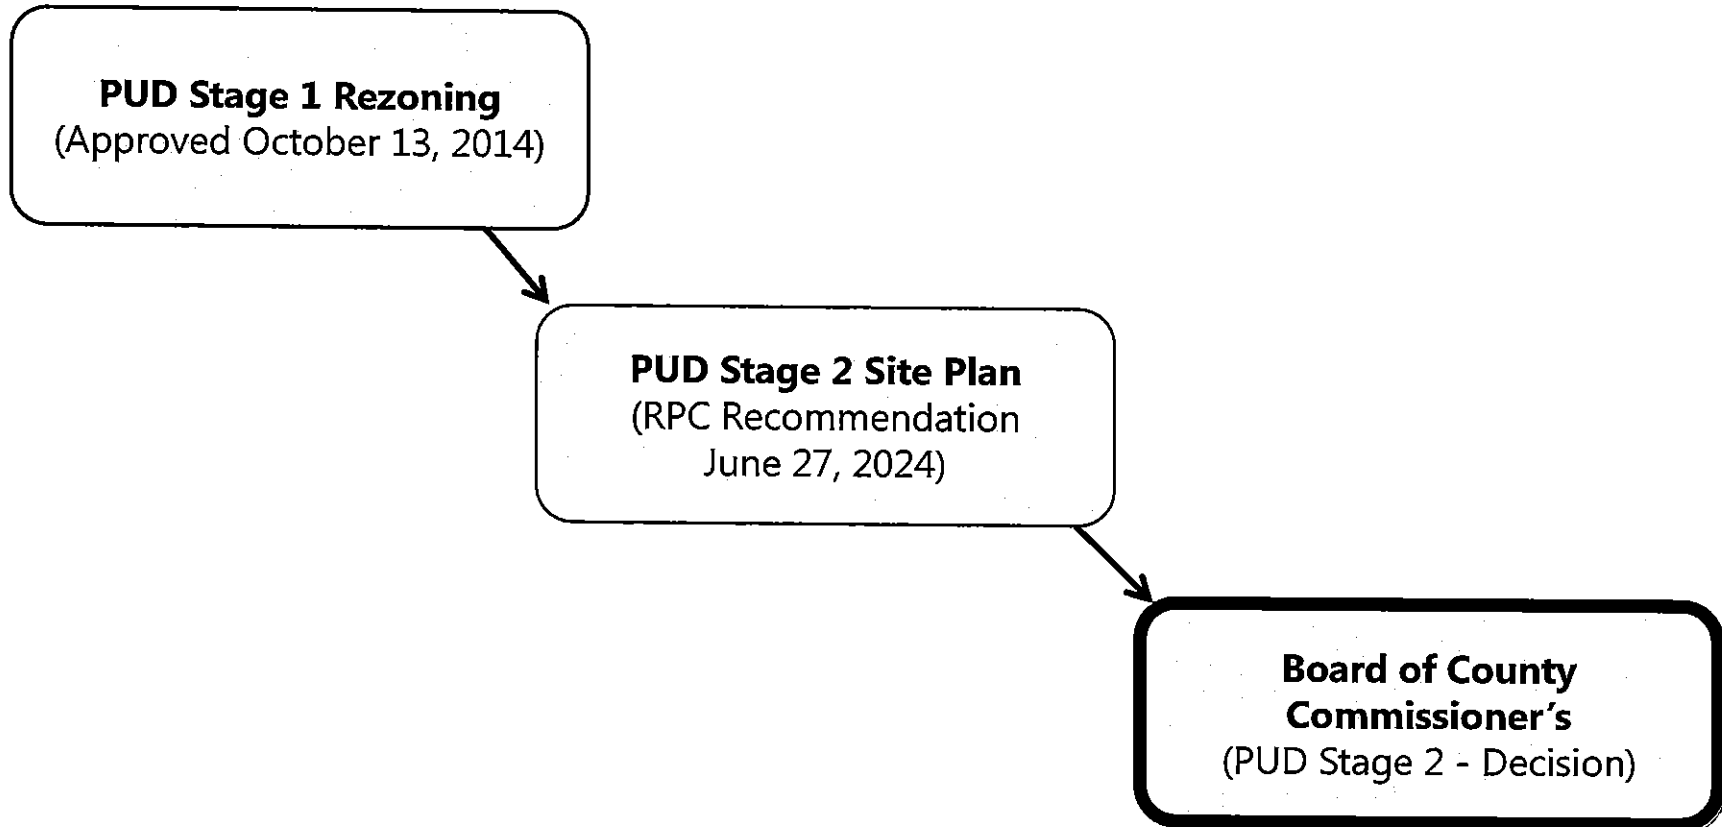 PUD Stage 1 Rezoning
(Approved October 13, 2014)
PUD Stage 2 Site Plan
(RPC Recommendation
June 27, 2024)
Board of County
Commissioner’s
(PUD Stage 2 - Decision)